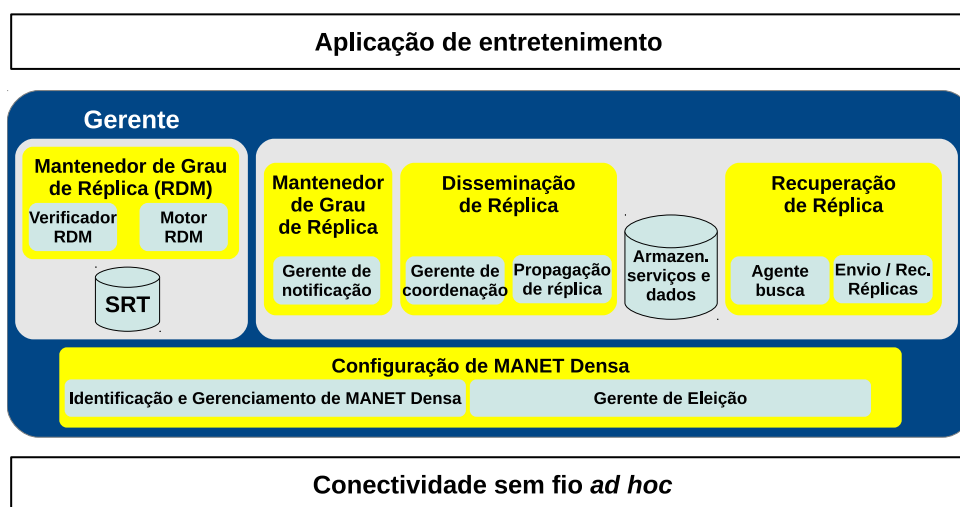 Aplicação de entretenimento
Gerente
Mantenedor de Grau
de Réplica (RDM)
Verificador
RDM
Motor
RDM
SRT
Mantenedor
de Grau
de Réplica
Gerente de
notificação
Disseminação
de Réplica
Gerente de
coordenação
Propagação
de réplica
Armazen.
serviços e
dados
Recuperação
de Réplica
Agente
busca
Envio / Rec.
Réplicas
Configuração de MANET Densa
Identificação e Gerenciamento de MANET Densa
Gerente de Eleição
Conectividade sem fio ad hoc